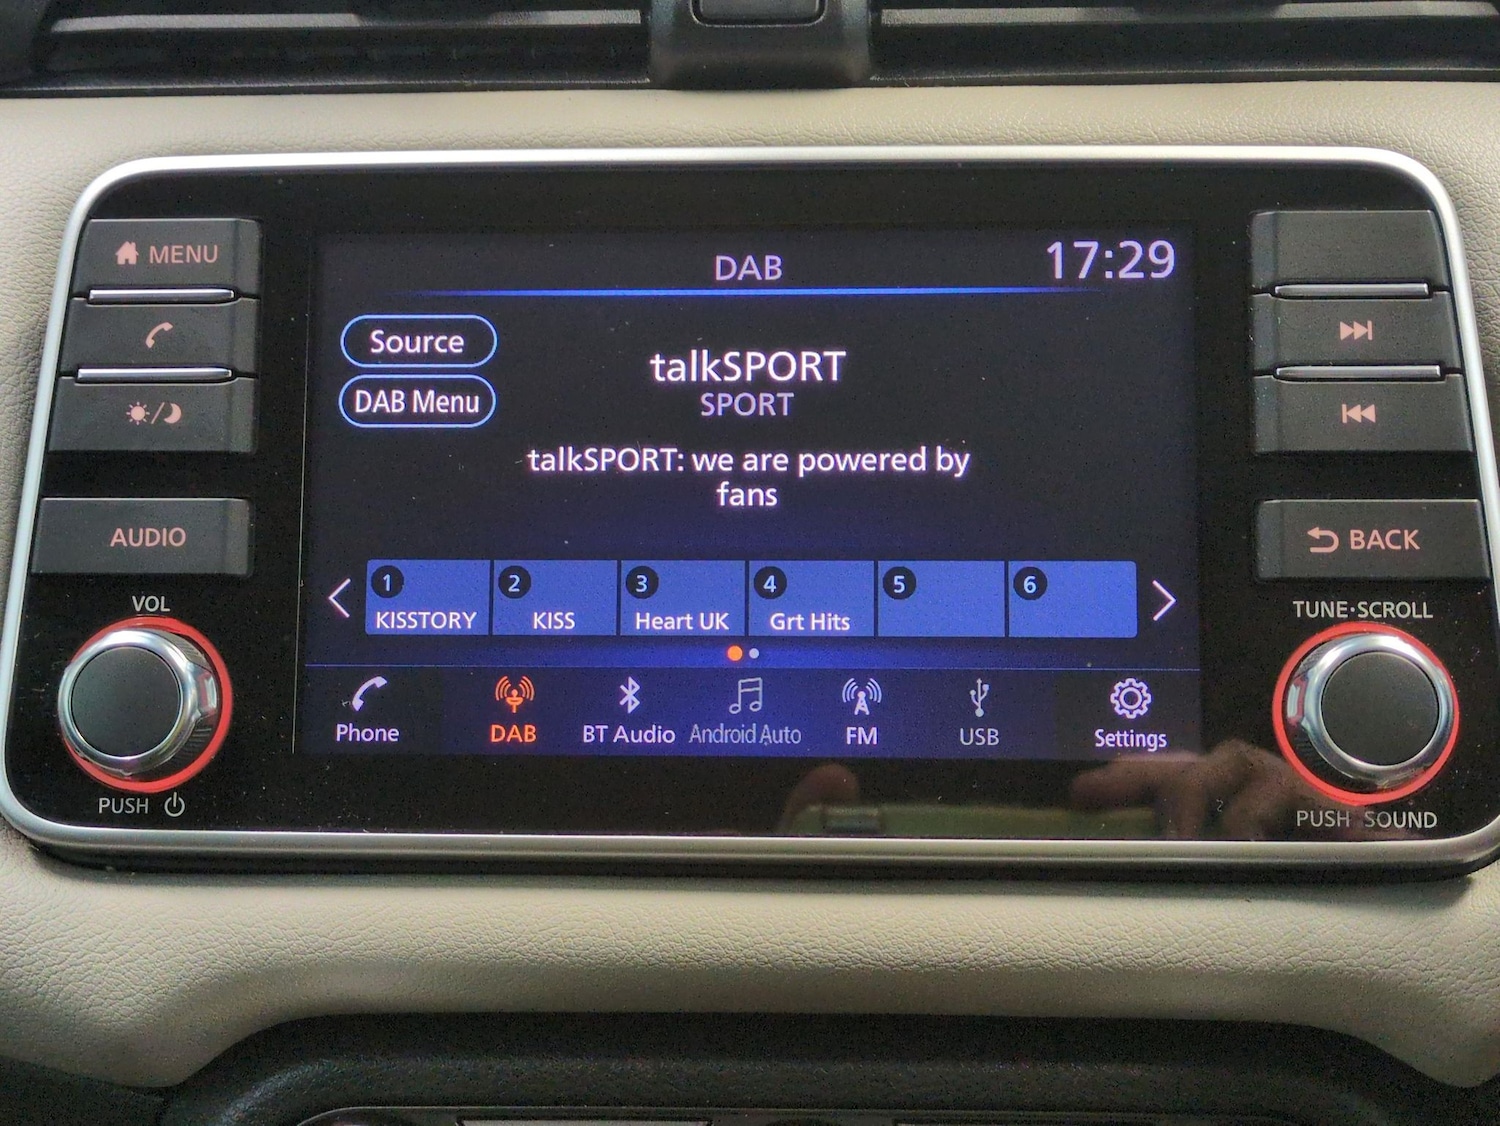 MENU
AUDIO
VOL
PUSH
DAB
17:29
Source
DAB Menu
talkSPORT
SPORT
talkSPORT: we are powered by
fans
1 2 3 4 5 6
KISSTORY KISS Heart UK Grt Hits
Phone DAB BT Audio Android Auto FM USB Settings
BACK
TUNE·SCROLL
PUSH SOUND